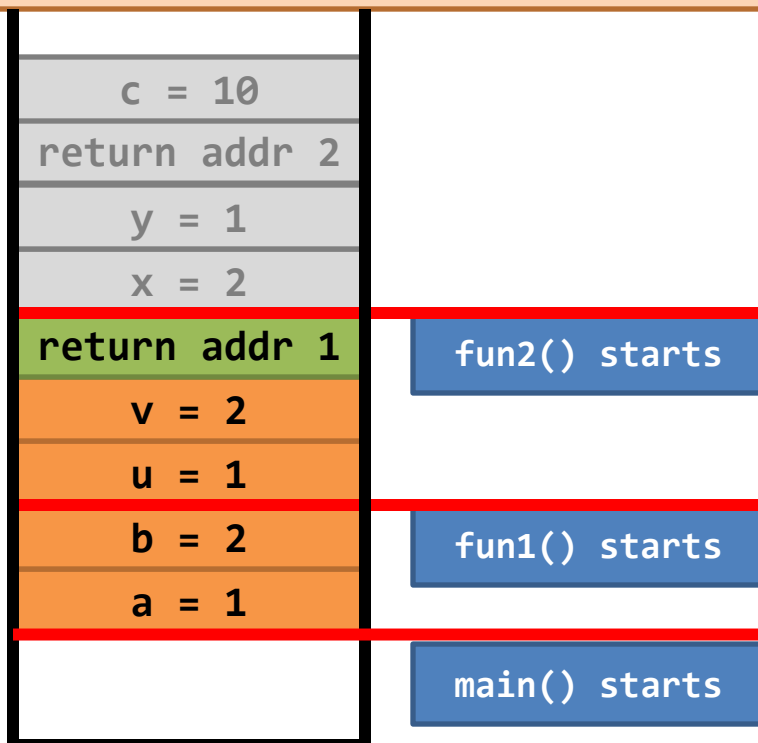 c = 10
return addr 2
y = 1
x = 2
return addr 1
fun2() starts
v = 2
u = 1
b = 2
fun1() starts
a = 1
main() starts